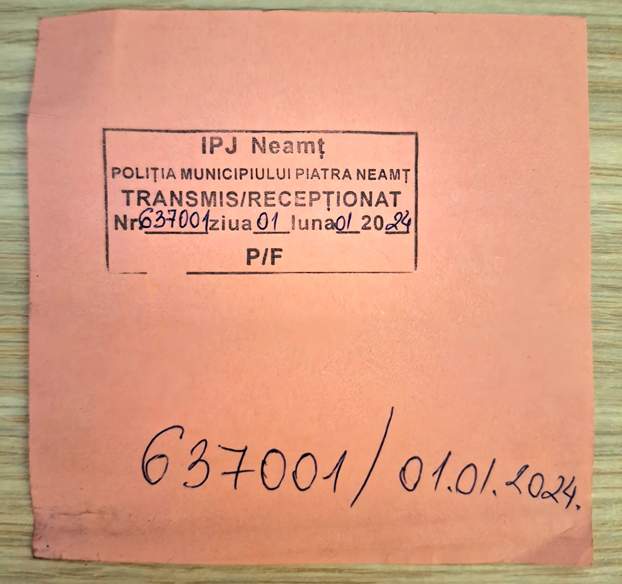 IPJ Neamț
POLIȚIA MUNICIPIULUI PIATRA NEAMȚ
TRANSMIS/RECEPȚIONAT
Nr. 637001 ziua 01 luna 01 2024
P/F
637001/01.01.2024.